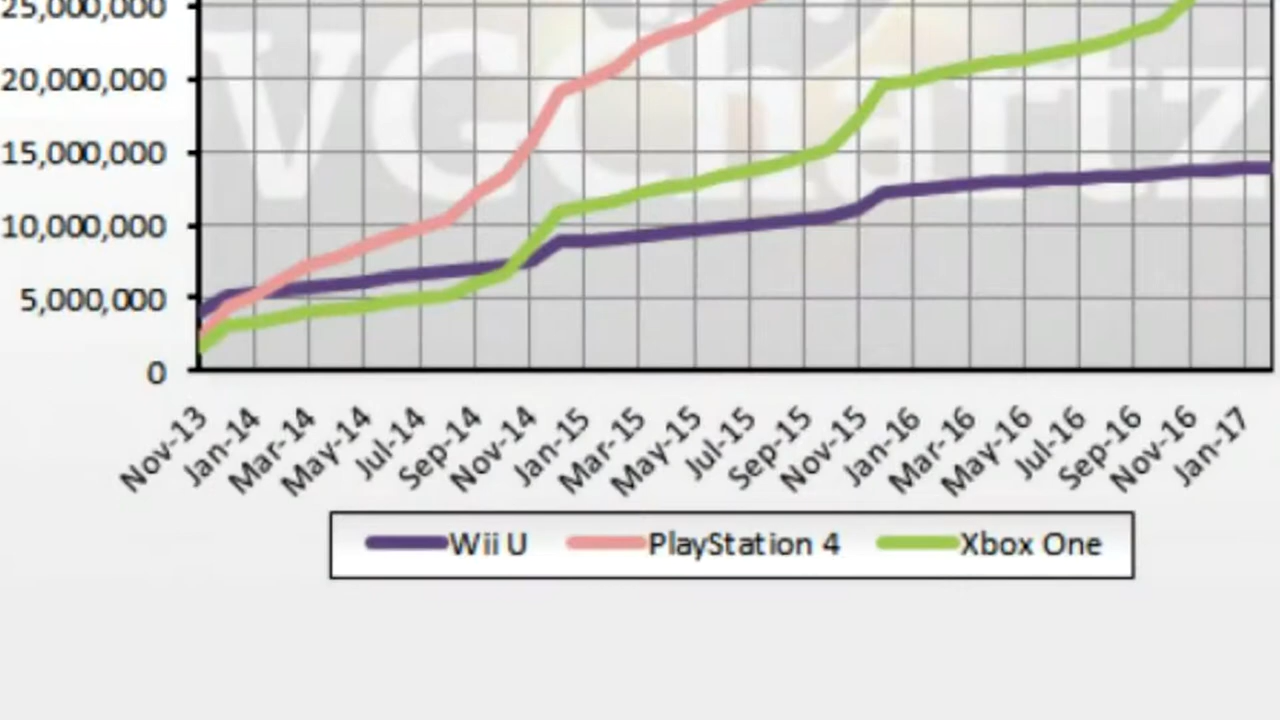 25,000,000
20,000,000
15,000,000
10,000,000
5,000,000
0
VGChartz
Nov-13 Jan-14 Mar-14 May-14 Jul-14 Sep-14 Nov-14 Jan-15 Mar-15 May-15 Jul-15 Sep-15 Nov-15 Jan-16 Mar-16 May-16 Jul-16 Sep-16 Nov-16 Jan-17
Wii U PlayStation 4 Xbox One